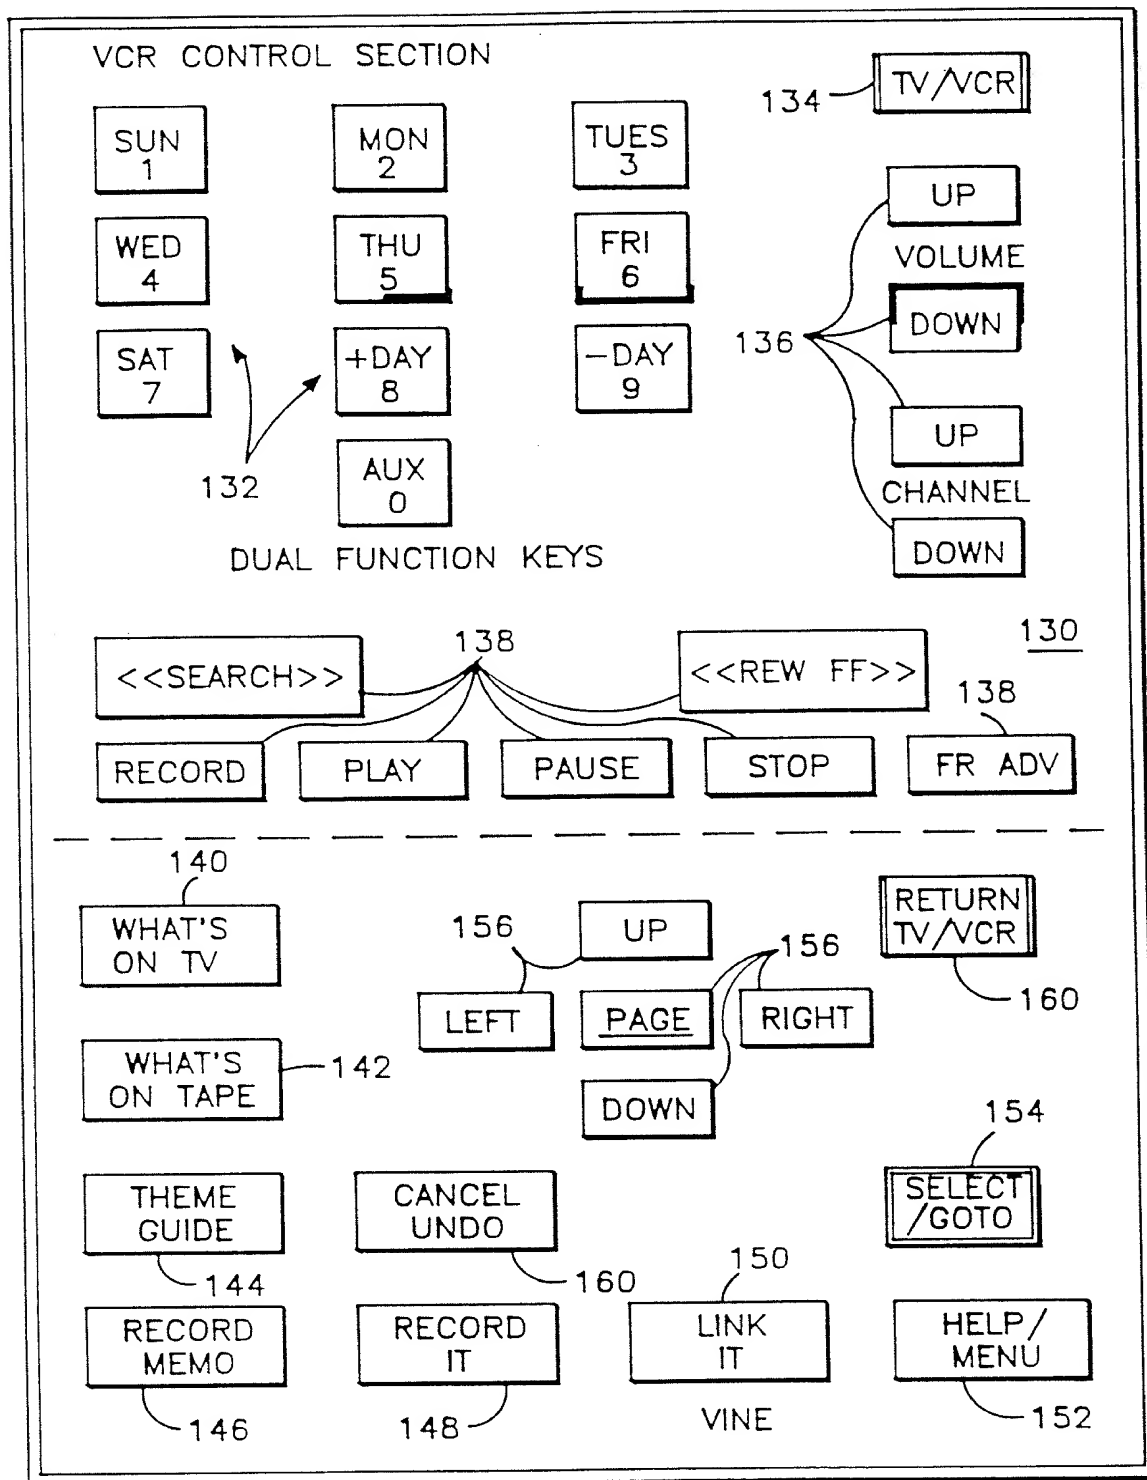 VCR CONTROL SECTION
134
TV/VCR
SUN
1
MON
2
TUES
3
UP
WED
4
THU
5
FRI
6
VOLUME
DOWN
136
SAT
7
+DAY
8
-DAY
9
UP
132
AUX
0
CHANNEL
DOWN
DUAL FUNCTION KEYS
130
138
<<SEARCH>>
<<REW FF>>
138
RECORD
PLAY
PAUSE
STOP
FR ADV
140
WHAT'S
ON TV
156
UP
156
RETURN
TV/VCR
160
LEFT
PAGE
RIGHT
WHAT'S
ON TAPE
142
DOWN
154
THEME
GUIDE
144
CANCEL
UNDO
160
SELECT
/GOTO
150
RECORD
MEMO
146
RECORD
IT
148
LINK
IT
VINE
HELP/
MENU
152